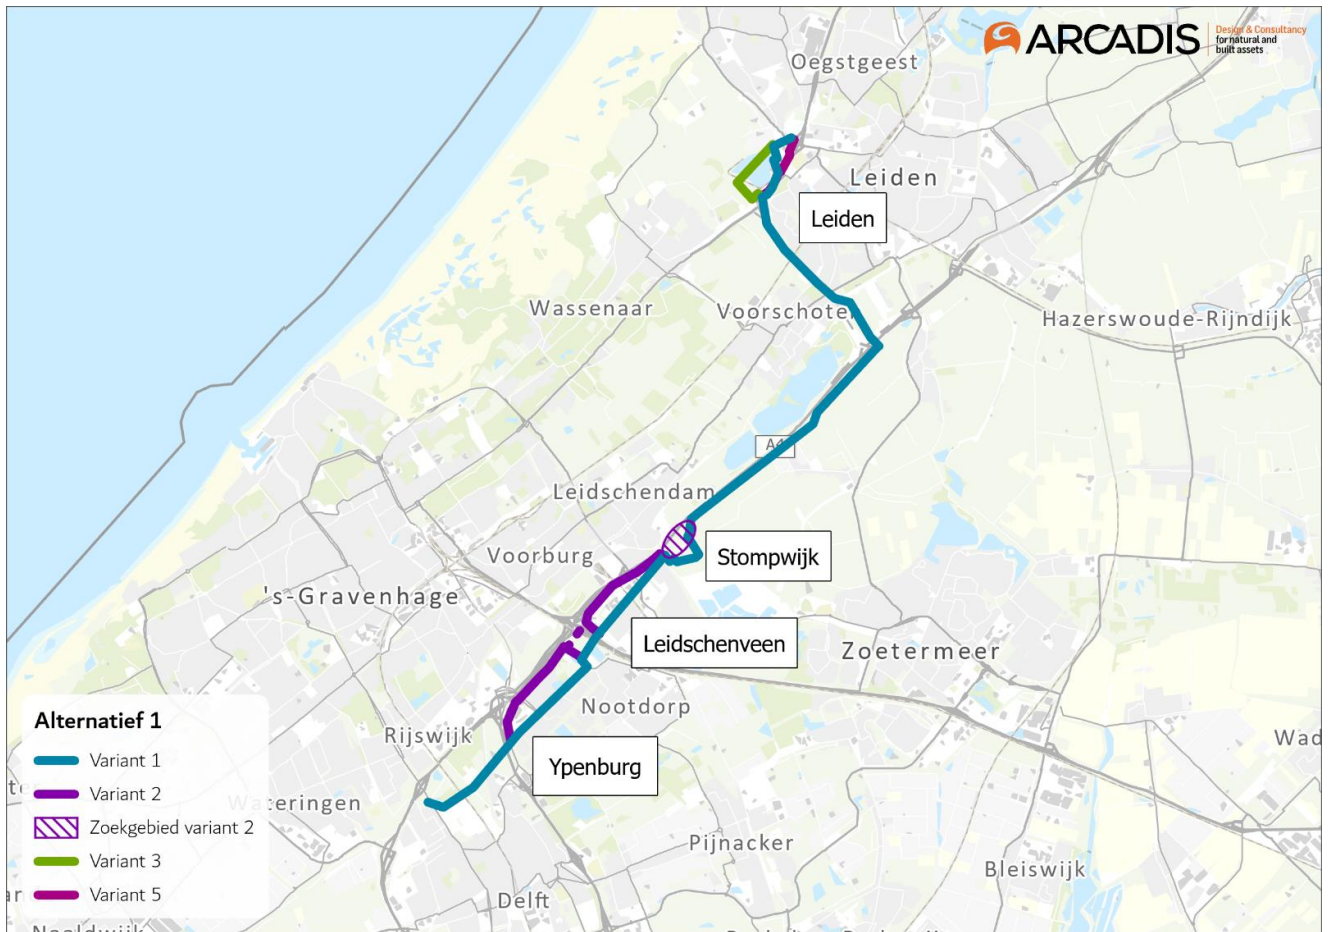 ARCADIS
Design & Consultancy
for natural and
built assets
Oegstgeest
Leiden
Leiden
Wassenaar
Voorschoten
Hazerswoude-Rijndijk
A4
Leidschendam
Voorburg
Stompwijk
's-Gravenhage
Leidschenveen
Zoetermeer
Nootdorp
Rijswijk
Wad
Ypenburg
Wateringen
Pijnacker
Bleiswijk
Delft
Alternatief 1
Variant 1
Variant 2
Zoekgebied variant 2
Variant 3
Variant 5